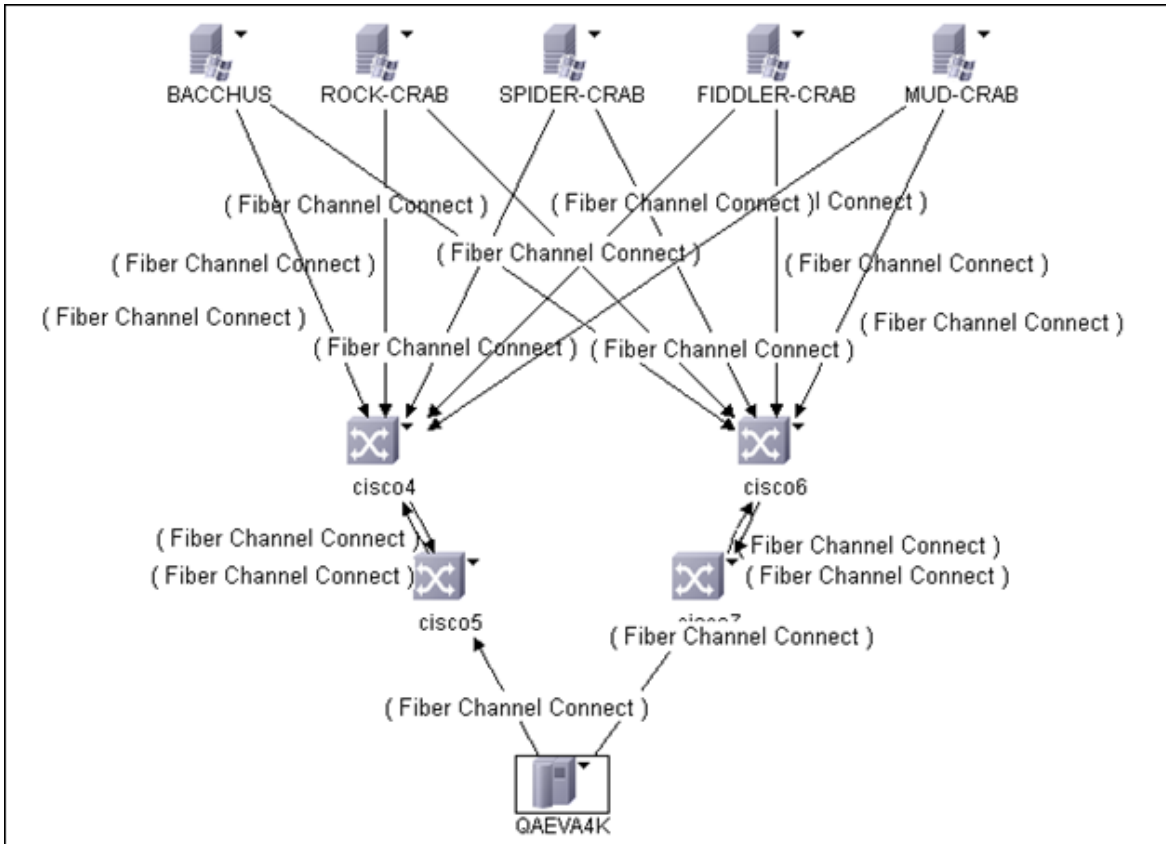 BACCHUS ROCK-CRAB SPIDER-CRAB FIDDLER-CRAB MUD-CRAB
( Fiber Channel Connect )
( Fiber Channel Connect )
l Connect )
( Fiber Channel Connect )
( Fiber Channel Connect )
( Fiber Channel Connect )
( Fiber Channel Connect )
( Fiber Channel Connect )
( Fiber Channel Connect )
( Fiber Channel Connect )
cisco4
cisco6
( Fiber Channel Connect )
Fiber Channel Connect )
( Fiber Channel Connect )
( Fiber Channel Connect )
cisco5
( Fiber Channel Connect )
( Fiber Channel Connect )
QAEVA4K